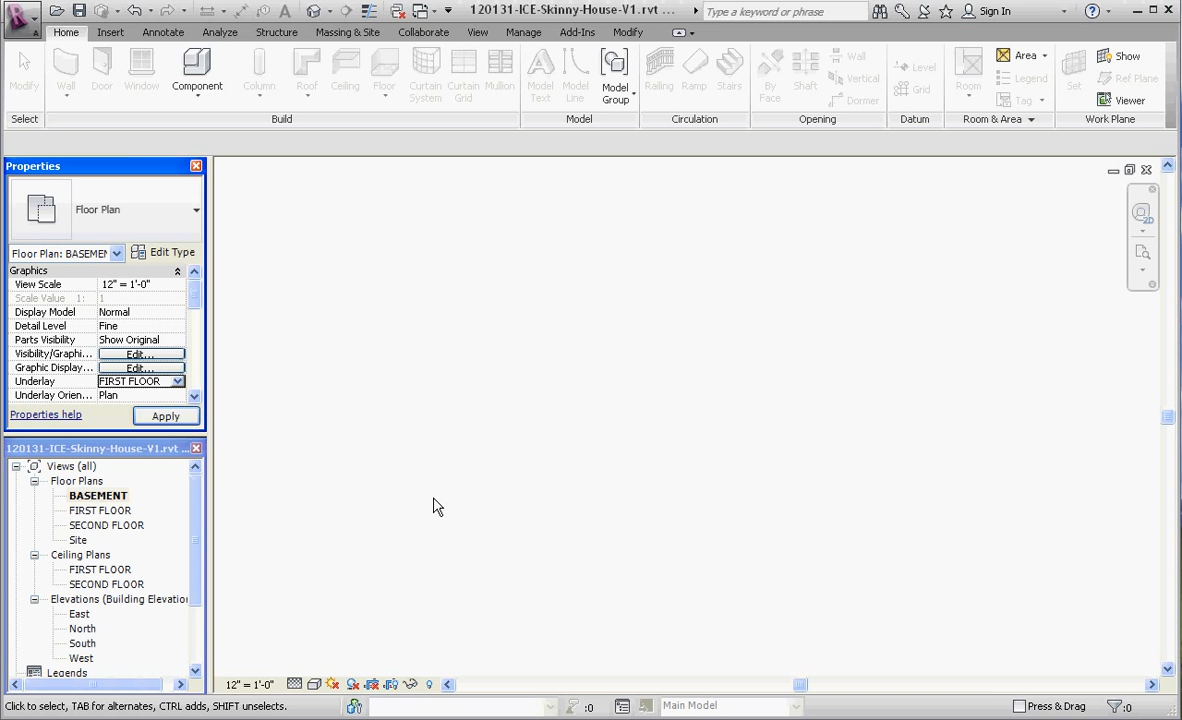 120131-ICE-Skinny-House-V1.rvt ...
Type a keyword or phrase
Sign In
Home Insert Annotate Analyze Structure Massing & Site Collaborate View Manage Add-Ins Modify
Modify
Wall
Door
Window
Component
Column
Roof
Ceiling
Floor
Curtain System
Curtain Grid
Mullion
Model Text
Model Line
Model Group
Railing
Ramp
Stairs
By Face
Shaft
Wall
Vertical
Dormer
Level
Grid
Room
Area
Legend
Tag
Set
Show
Ref Plane
Viewer
Select
Build
Model
Circulation
Opening
Datum
Room & Area
Work Plane
Properties
Floor Plan
Floor Plan: BASEMEN
Edit Type
Graphics
View Scale 12" = 1'-0"
Scale Value 1: 1
Display Model Normal
Detail Level Fine
Parts Visibility Show Original
Visibility/Graphi... Edit...
Graphic Display... Edit...
Underlay FIRST FLOOR
Underlay Orien... Plan
Properties help
Apply
120131-ICE-Skinny-House-V1.rvt ...
Views (all)
Floor Plans
BASEMENT
FIRST FLOOR
SECOND FLOOR
Site
Ceiling Plans
FIRST FLOOR
SECOND FLOOR
Elevations (Building Elevatio
East
North
South
West
Legends
2D
12" = 1'-0"
Click to select, TAB for alternates, CTRL adds, SHIFT unselects.
:0
Main Model
Press & Drag
:0